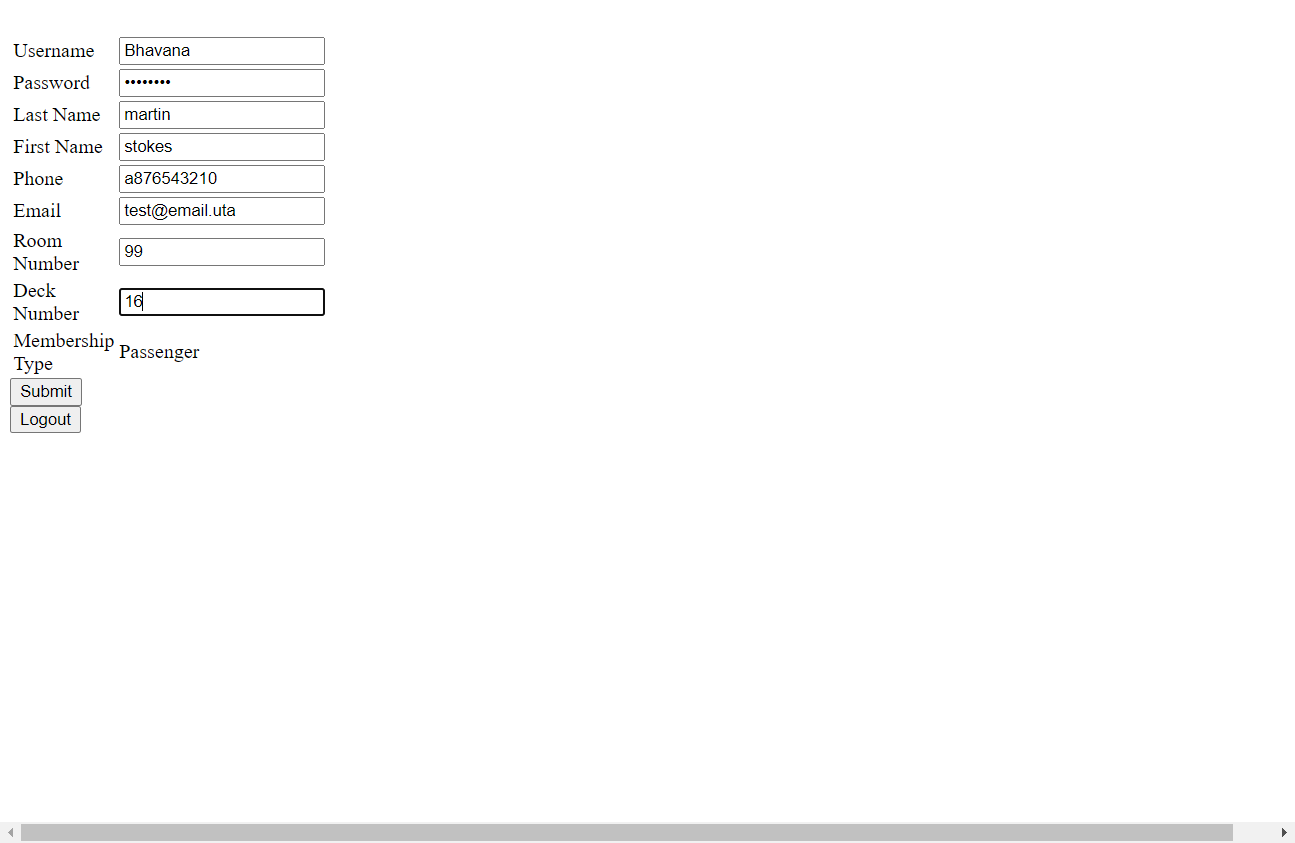 Username Bhavana
Password ••••••••
Last Name martin
First Name stokes
Phone a876543210
Email test@email.uta
Room
Number 99
Deck
Number 16
Membership
Type Passenger
Submit
Logout